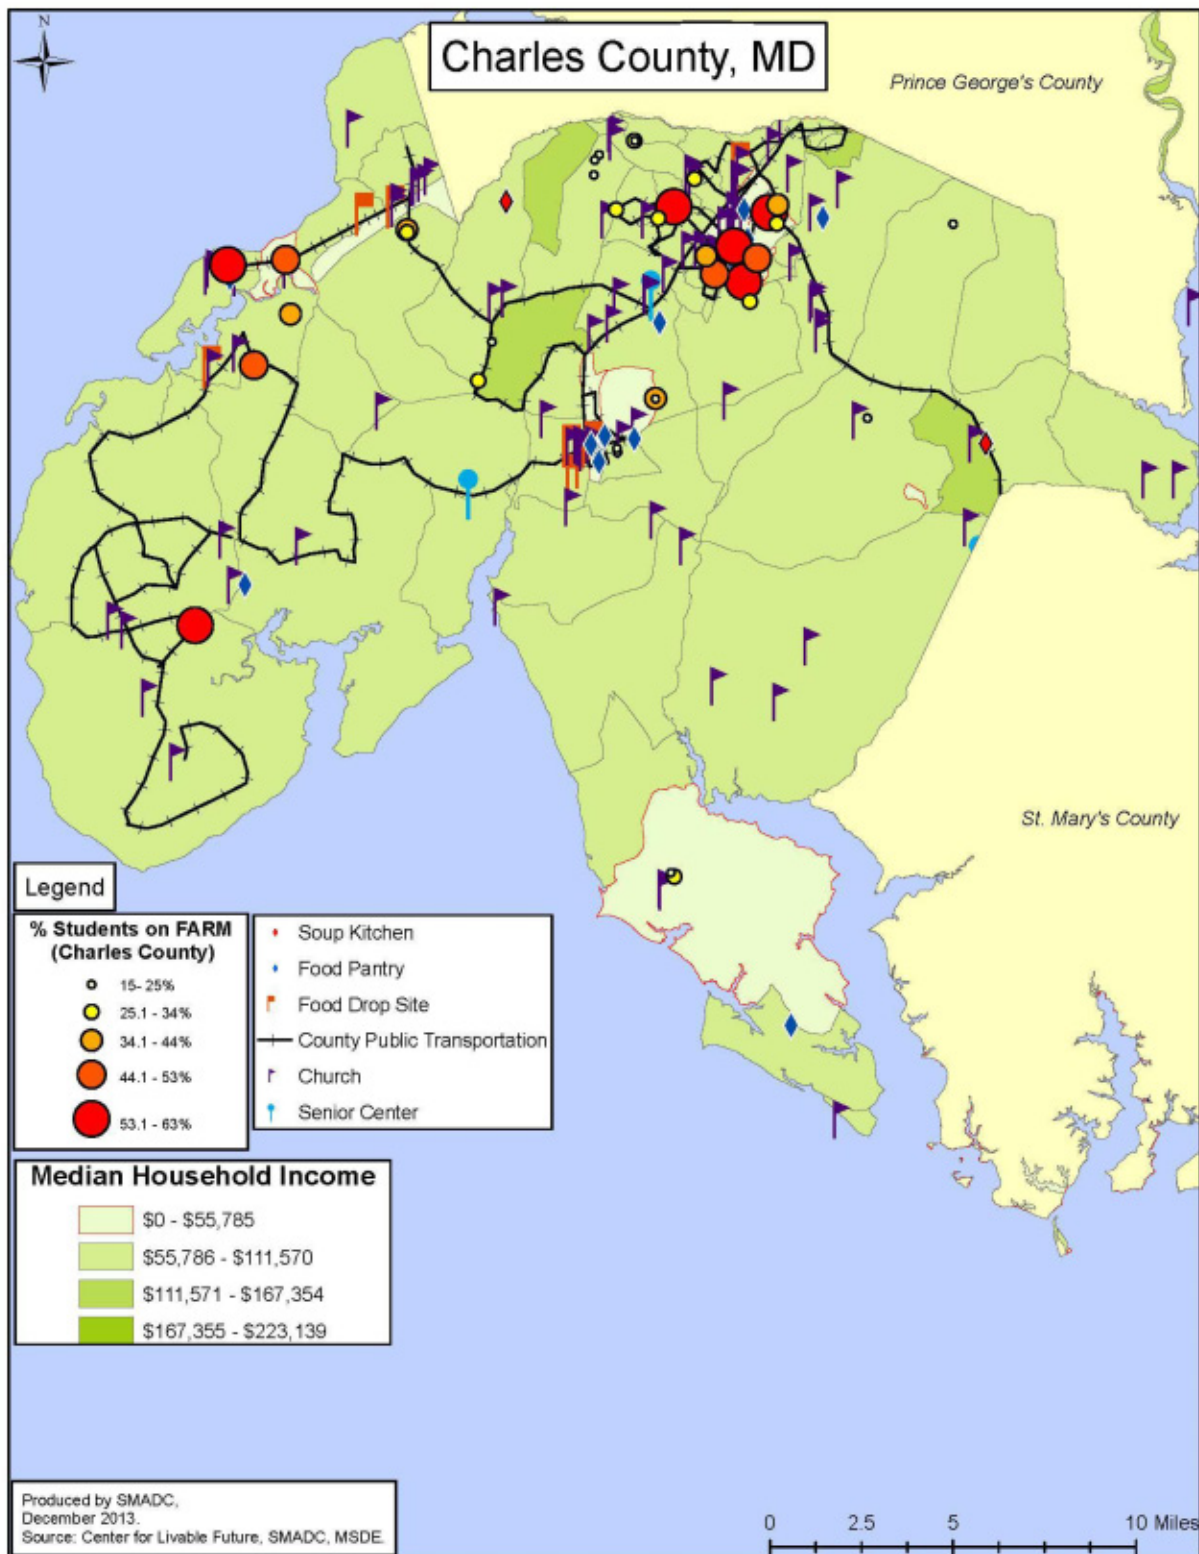 N
Charles County, MD
Prince George's County
St. Mary's County
Legend
% Students on FARM
(Charles County)
15- 25%
25.1 - 34%
34.1 - 44%
44.1 - 53%
53.1 - 63%
Soup Kitchen
Food Pantry
Food Drop Site
County Public Transportation
Church
Senior Center
Median Household Income
$0 - $55,785
$55,786 - $111,570
$111,571 - $167,354
$167,355 - $223,139
Produced by SMADC,
December 2013.
Source: Center for Livable Future, SMADC, MSDE.
0 2.5 5 10 Miles